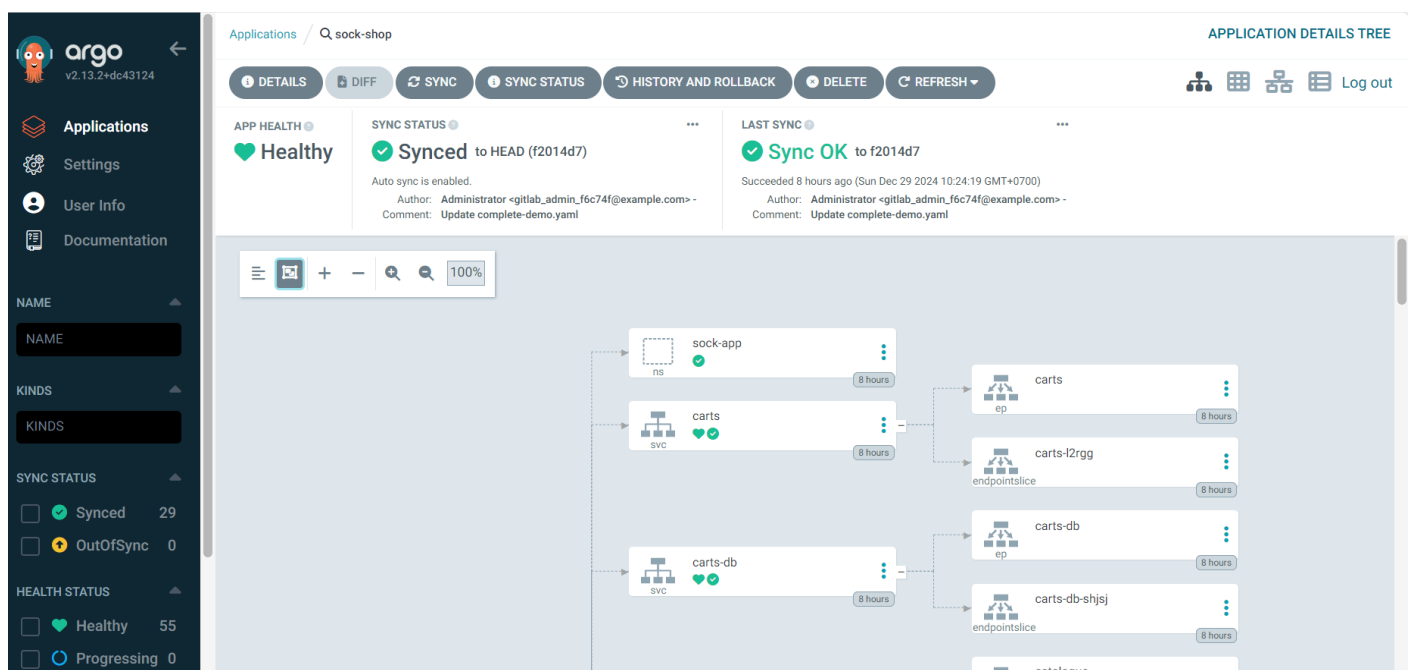 argo
v2.13.2+dc43124
Applications
Settings
User Info
Documentation
NAME
NAME
KINDS
KINDS
SYNC STATUS
Synced 29
OutOfSync 0
HEALTH STATUS
Healthy 55
Progressing 0
Applications / sock-shop
APPLICATION DETAILS TREE
DETAILS DIFF SYNC SYNC STATUS HISTORY AND ROLLBACK DELETE REFRESH Log out
APP HEALTH
Healthy
SYNC STATUS
Synced to HEAD (f2014d7)
Auto sync is enabled.
Author: Administrator <gitlab_admin_f6c74f@example.com> -
Comment: Update complete-demo.yaml
LAST SYNC
Sync OK to f2014d7
Succeeded 8 hours ago (Sun Dec 29 2024 10:24:19 GMT+0700)
Author: Administrator <gitlab_admin_f6c74f@example.com> -
Comment: Update complete-demo.yaml
100%
sock-app
ns
8 hours
carts
svc
8 hours
carts
ep
8 hours
carts-l2rgg
endpointslice
8 hours
carts-db
svc
8 hours
carts-db
ep
8 hours
carts-db-shjsj
endpointslice
8 hours